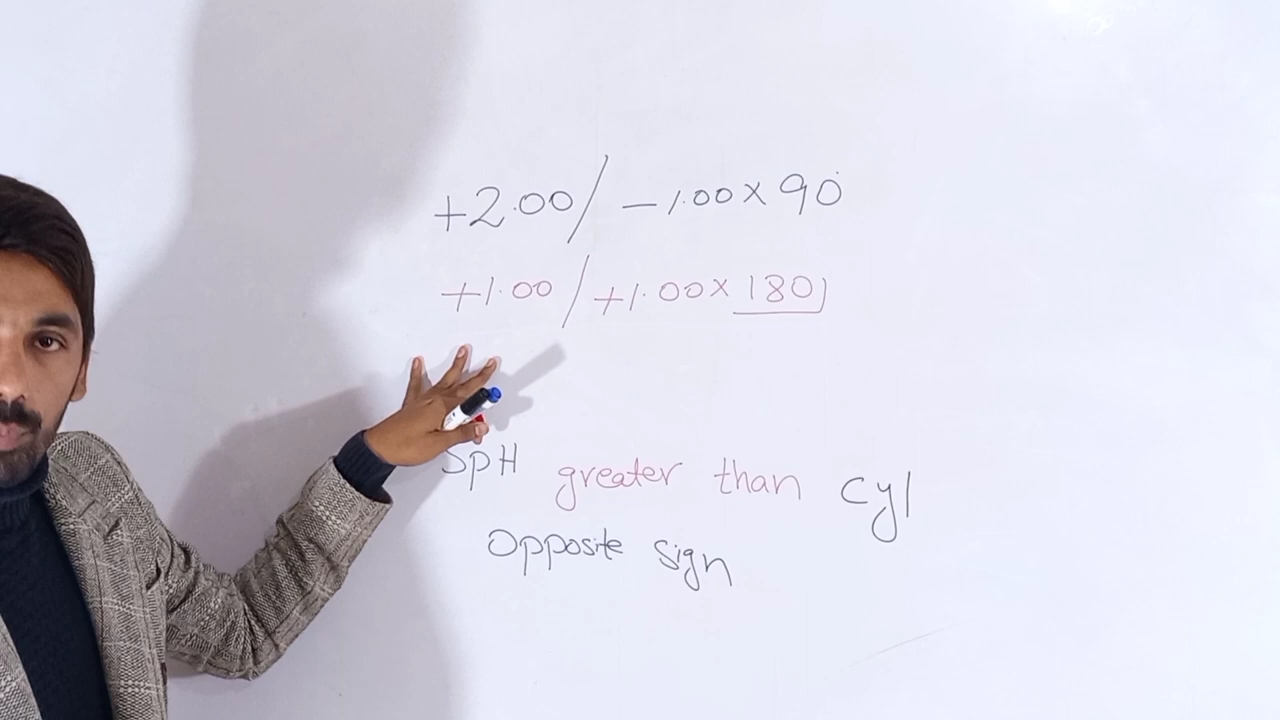 +2.00/ -1.00 x 90
+1.00/+1.00 x 180
SpH greater than Cyl
Opposite sign